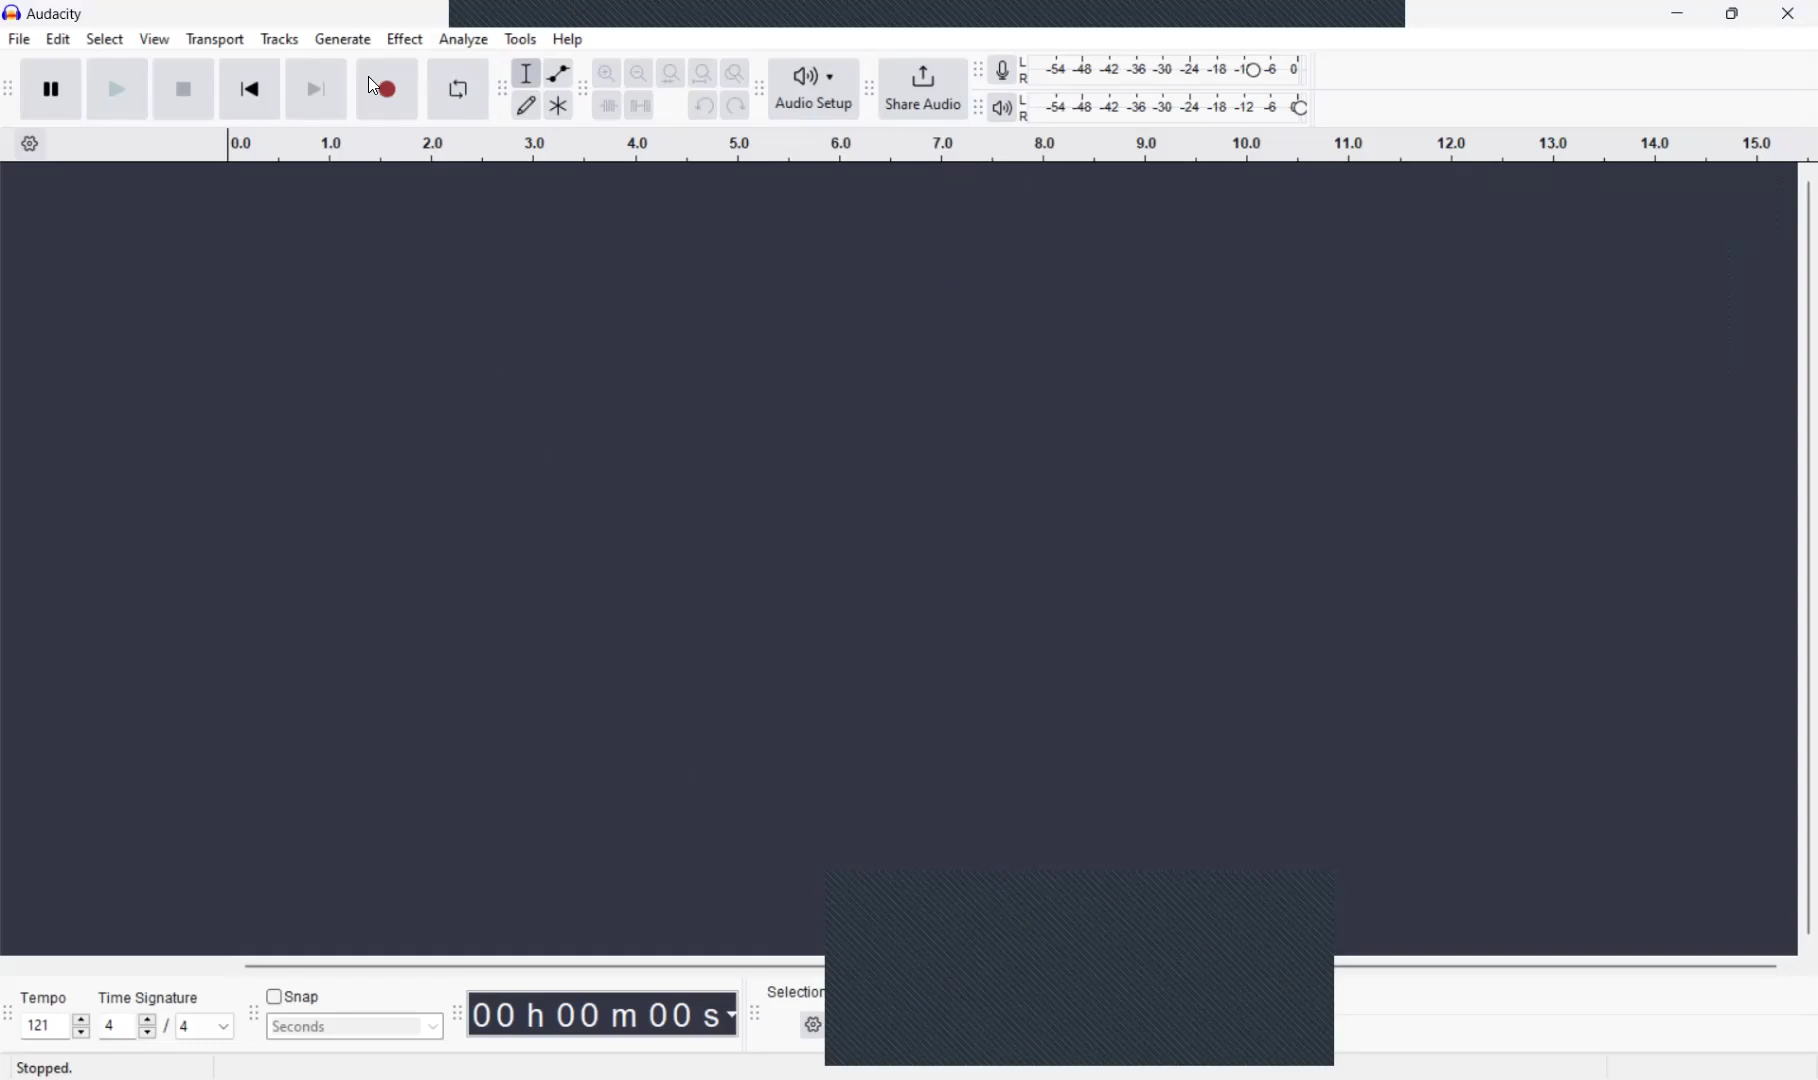 Audacity
File Edit Select View Transport Tracks Generate Effect Analyze Tools Help
Audio Setup
Share Audio
L
R
-54 -48 -42 -36 -30 -24 -18 -6 0
L
R
-54 -48 -42 -36 -30 -24 -18 -12 -6
0.0 1.0 2.0 3.0 4.0 5.0 6.0 7.0 8.0 9.0 10.0 11.0 12.0 13.0 14.0 15.0
Tempo Time Signature
121 4 / 4
Snap
Seconds
00 h 00 m 00 s
Selection
Stopped.